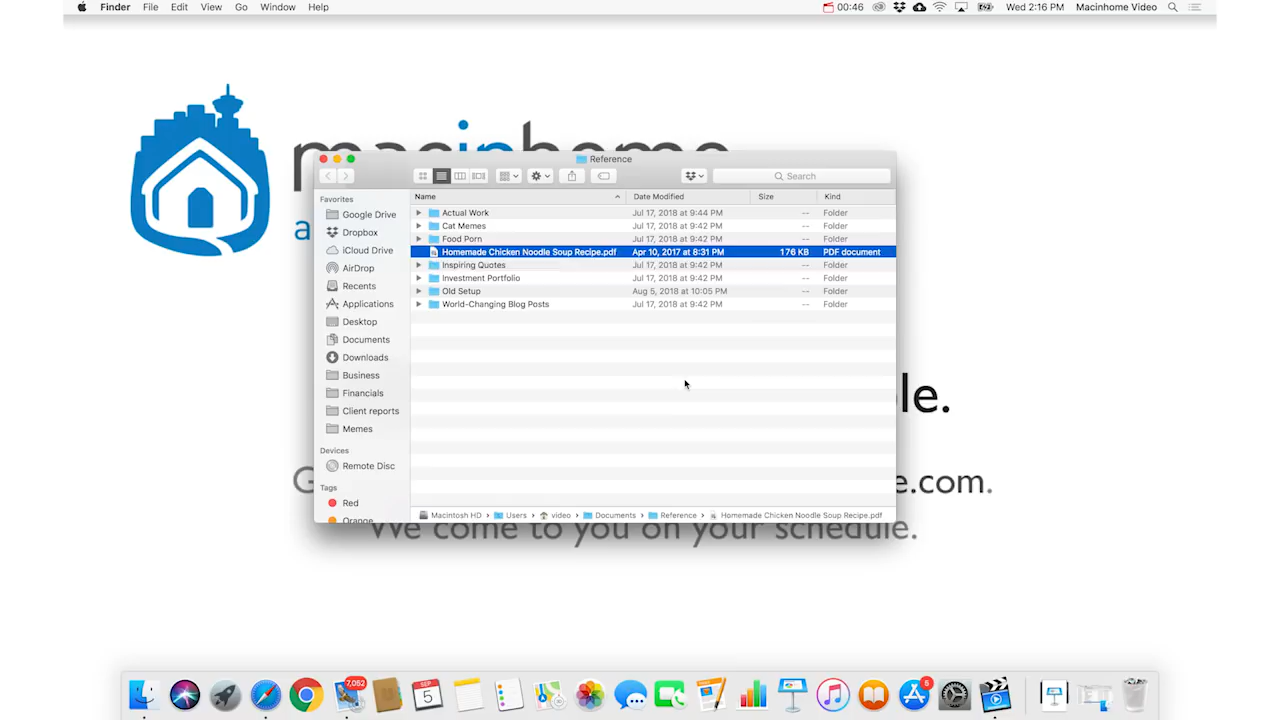 Finder File Edit View Go Window Help 00:46 Wed 2:16 PM Macinhome Video
macinhome
Reference
Search
Favorites
Google Drive
Dropbox
iCloud Drive
AirDrop
Recents
Applications
Desktop
Documents
Downloads
Business
Financials
Client reports
Memes
Devices
Remote Disc
Tags
Red
Orange
Name Date Modified Size Kind
Actual Work Jul 17, 2018 at 9:44 PM -- Folder
Cat Memes Jul 17, 2018 at 9:42 PM -- Folder
Food Porn Jul 17, 2018 at 9:42 PM -- Folder
Homemade Chicken Noodle Soup Recipe.pdf Apr 10, 2017 at 8:31 PM 176 KB PDF document
Inspiring Quotes Jul 17, 2018 at 9:42 PM -- Folder
Investment Portfolio Jul 17, 2018 at 9:42 PM -- Folder
Old Setup Aug 5, 2018 at 10:05 PM -- Folder
World-Changing Blog Posts Jul 17, 2018 at 9:42 PM -- Folder
Macintosh HD › Users › video › Documents › Reference › Homemade Chicken Noodle Soup Recipe.pdf
le.
e.com.
We come to you on your schedule.
7,052
SEP
5
5